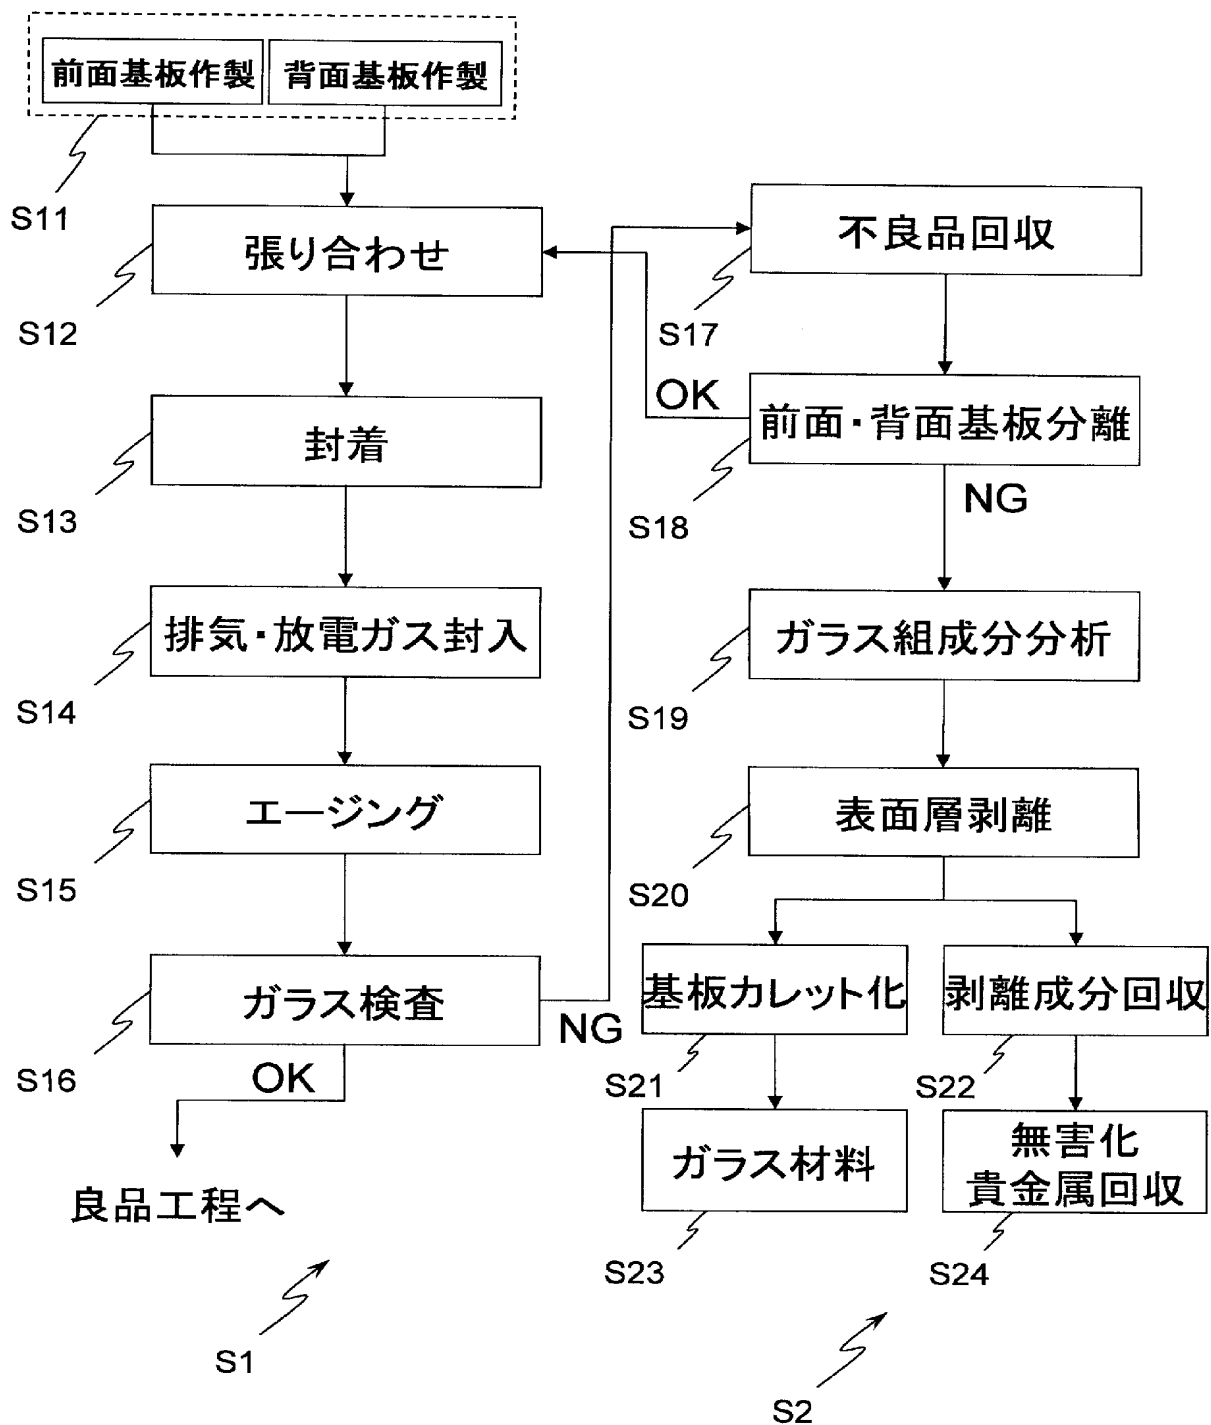 前面基板作製
背面基板作製
S11
張り合わせ
S12
封着
S13
排気・放電ガス封入
S14
エージング
S15
ガラス検査
S16
NG
OK
良品工程へ
S1
不良品回収
S17
OK
前面・背面基板分離
S18
NG
ガラス組成分分析
S19
表面層剥離
S20
基板カレット化
S21
剥離成分回収
S22
ガラス材料
S23
無害化
貴金属回収
S24
S2